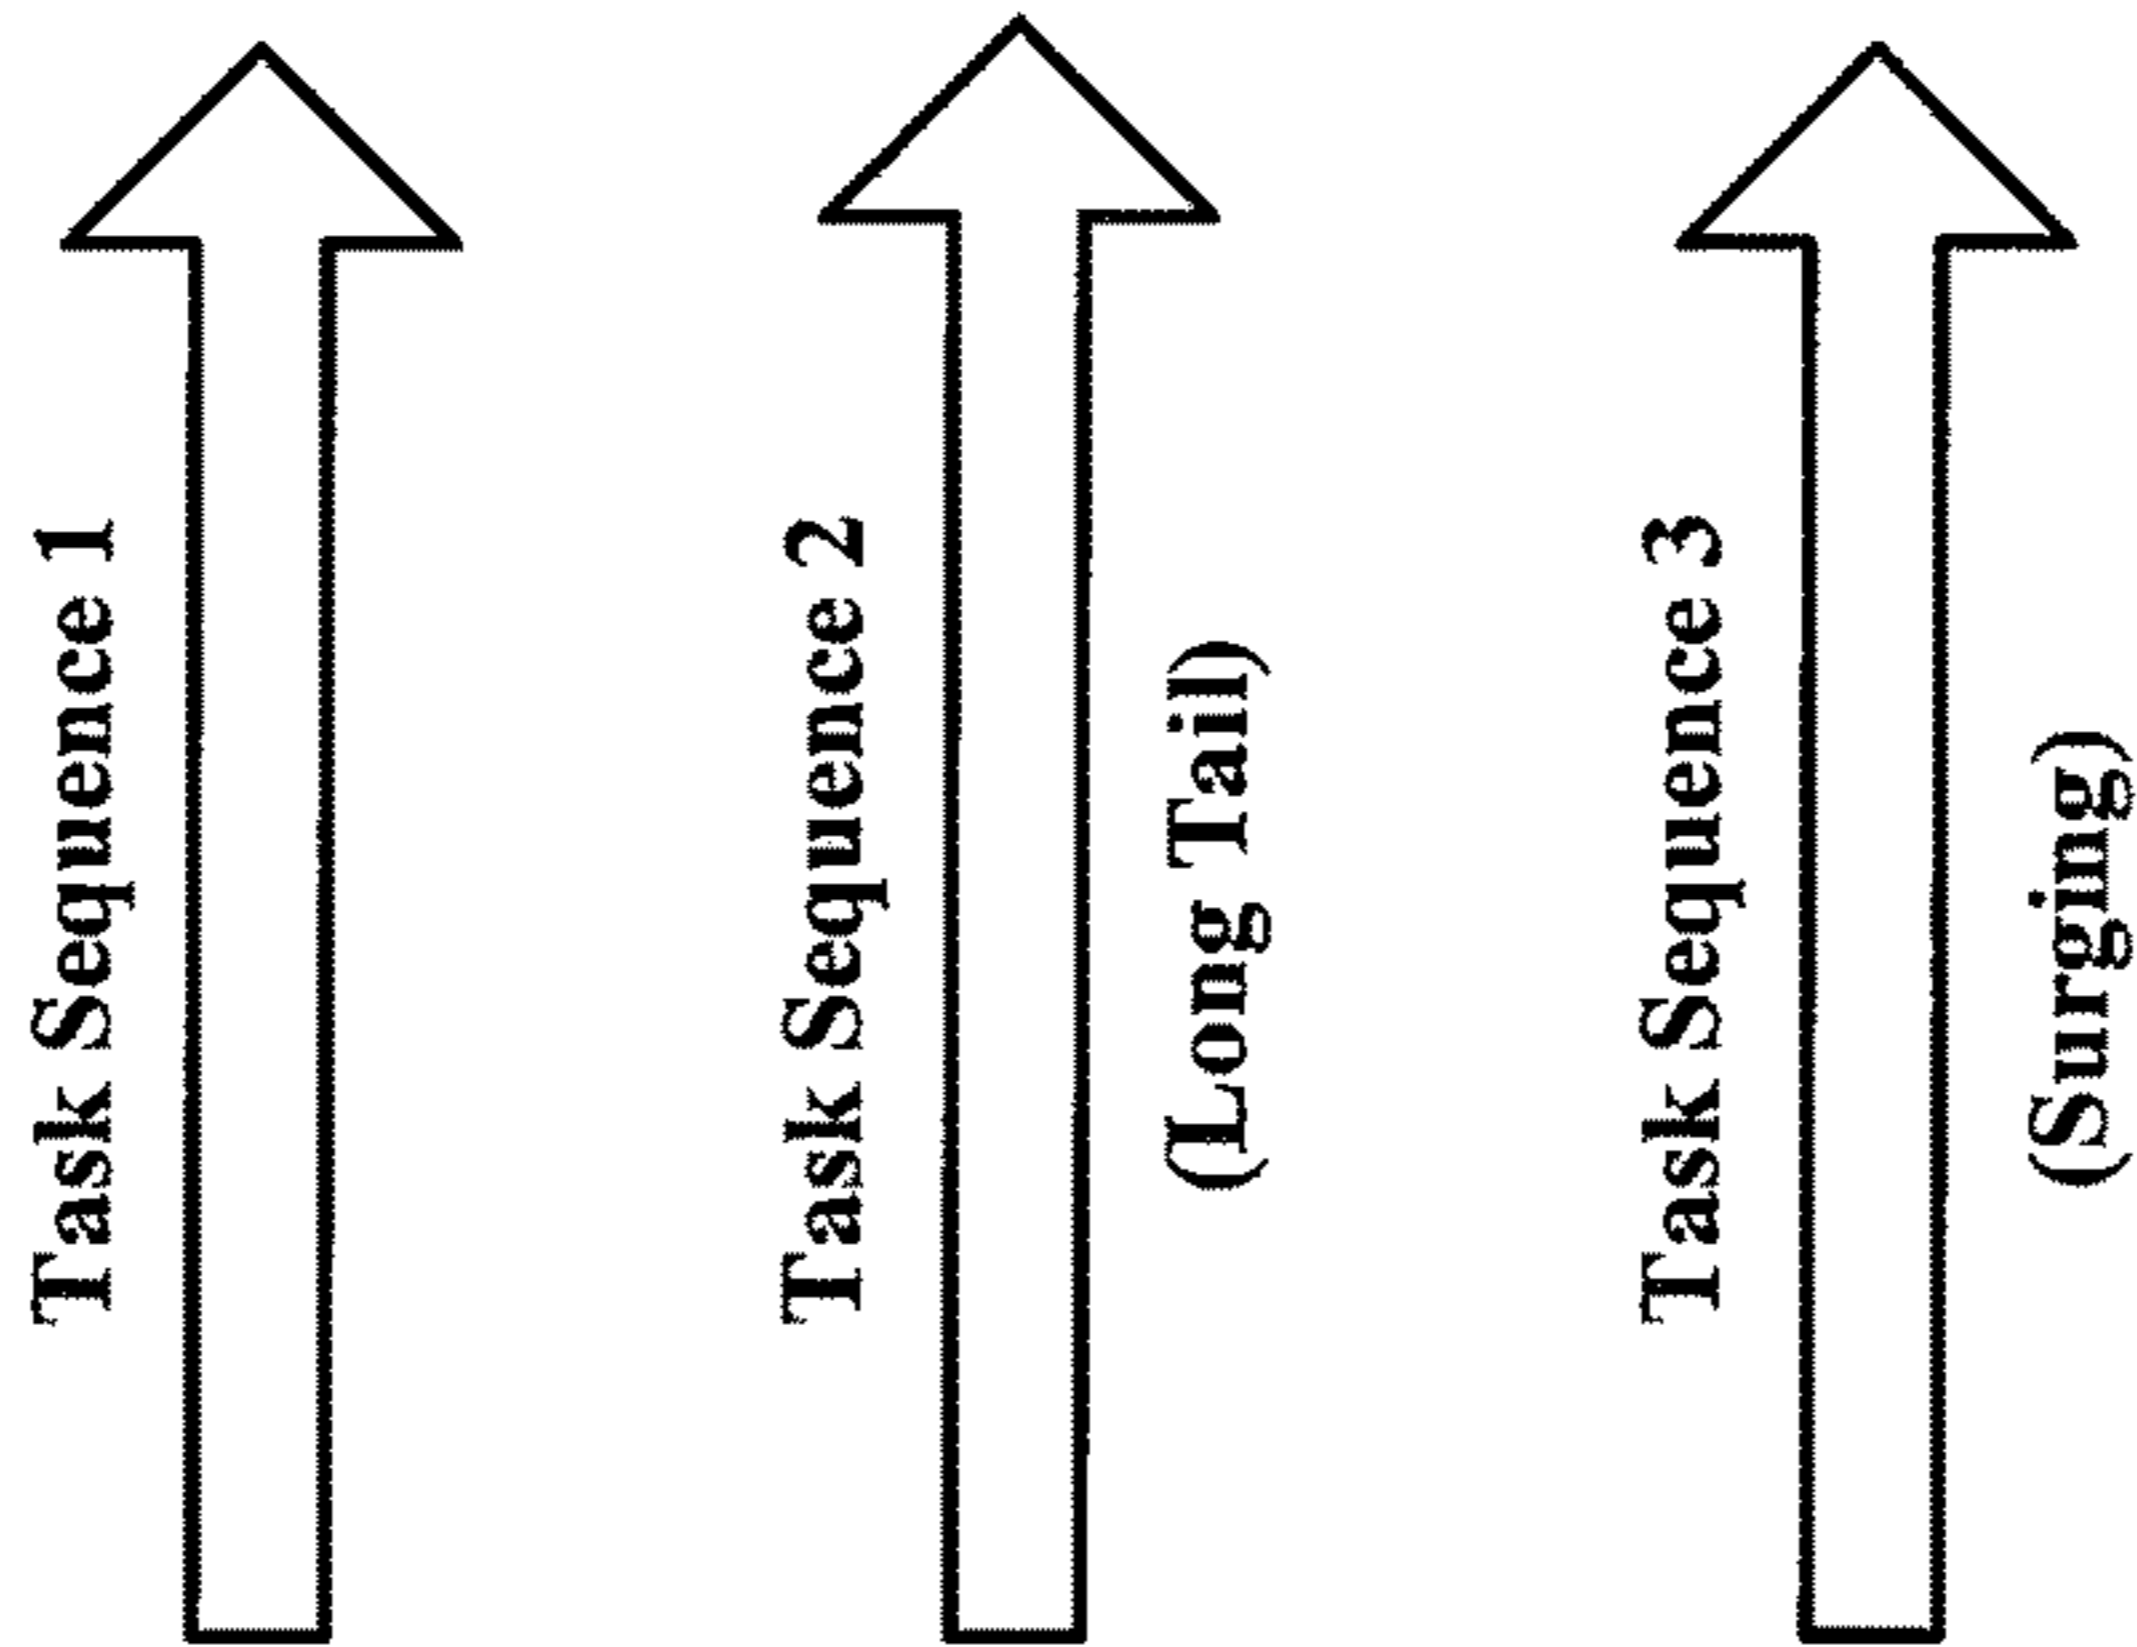 Task Sequence 1
Task Sequence 2
(Long Tail)
Task Sequence 3
(Surging)